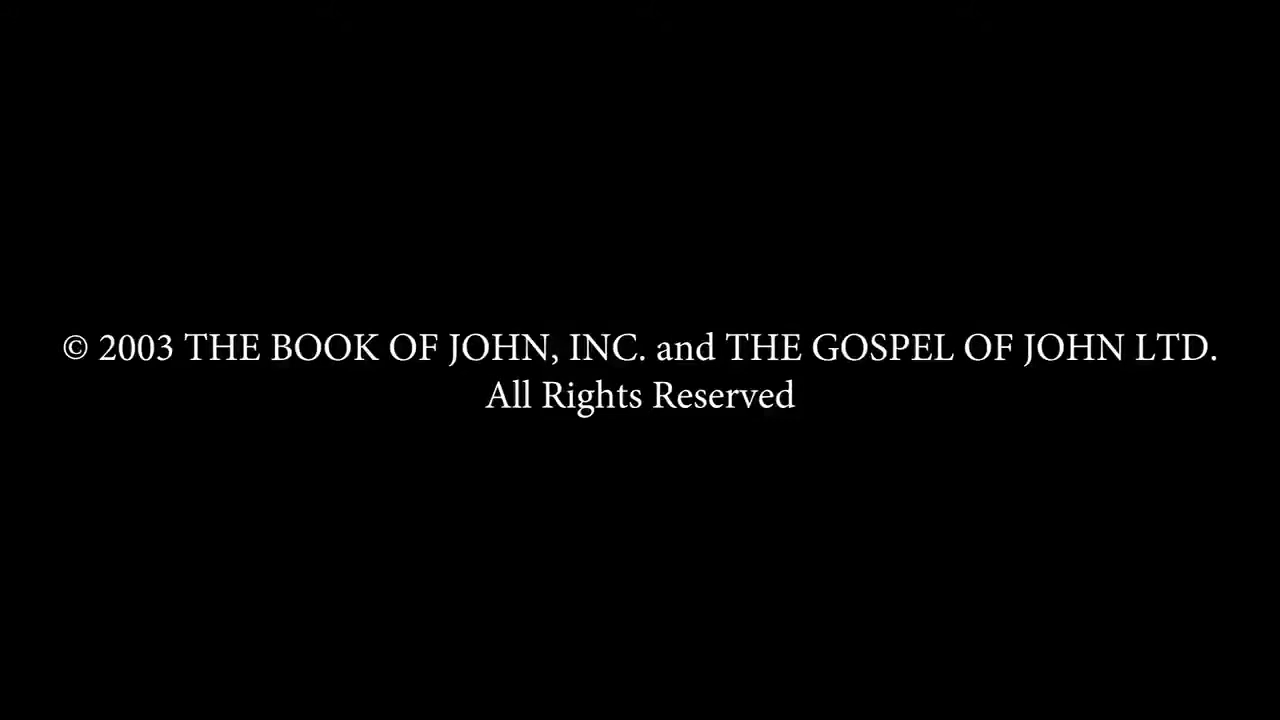 © 2003 THE BOOK OF JOHN, INC. and THE GOSPEL OF JOHN LTD.
All Rights Reserved